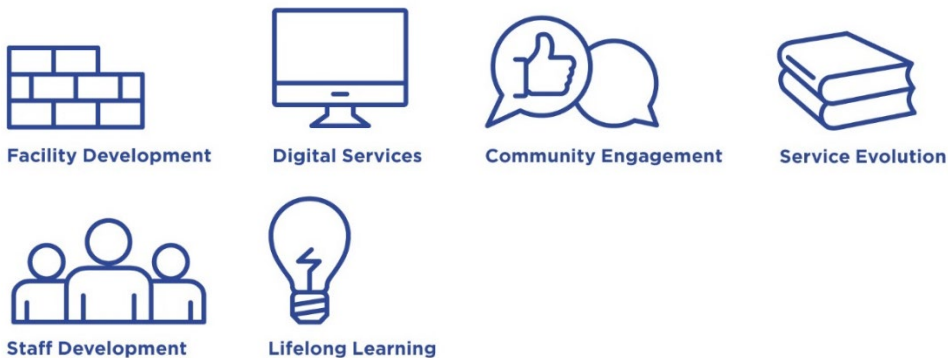 Facility Development
Digital Services
Community Engagement
Service Evolution
Staff Development
Lifelong Learning